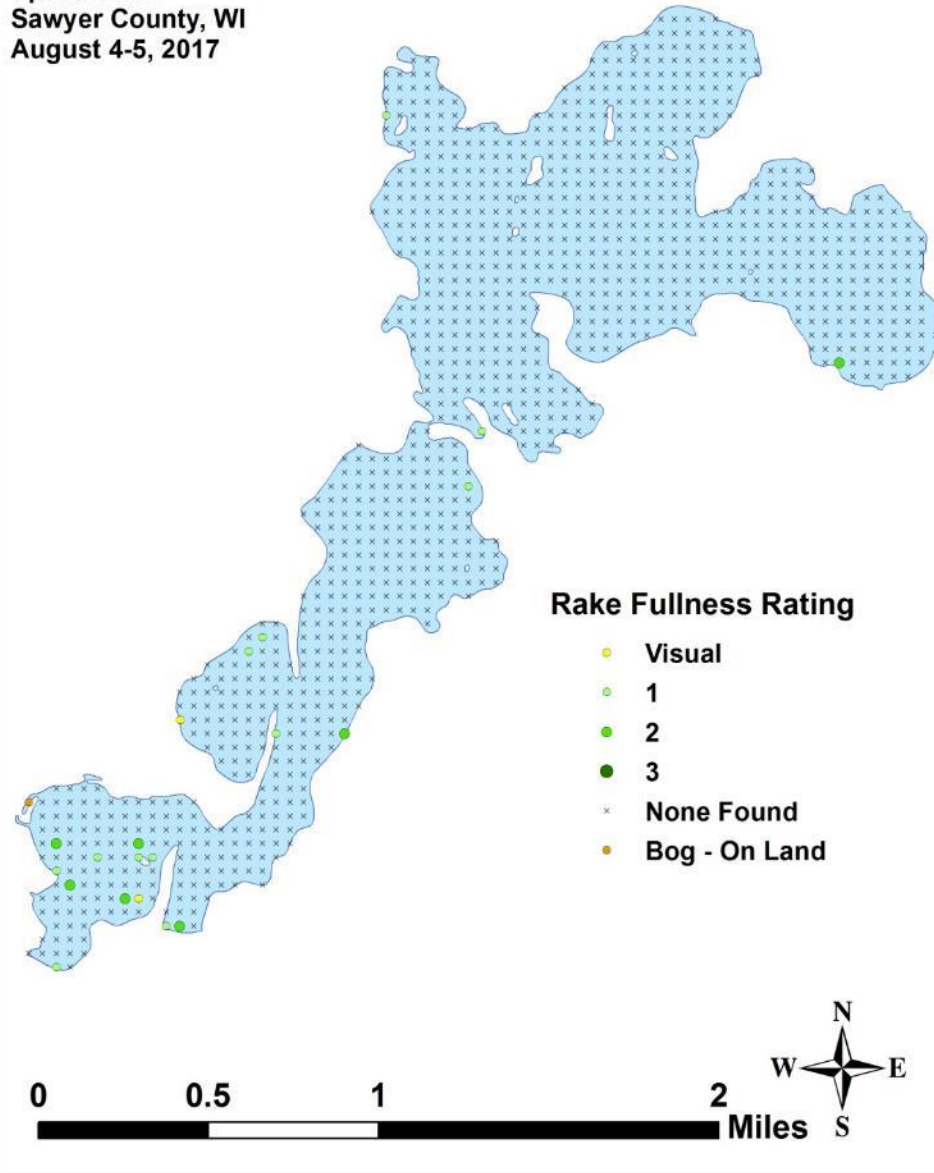 Sawyer County, WI
August 4-5, 2017
Rake Fullness Rating
Visual
1
2
3
None Found
Bog - On Land
N
W E
S
0 0.5 1 2
Miles